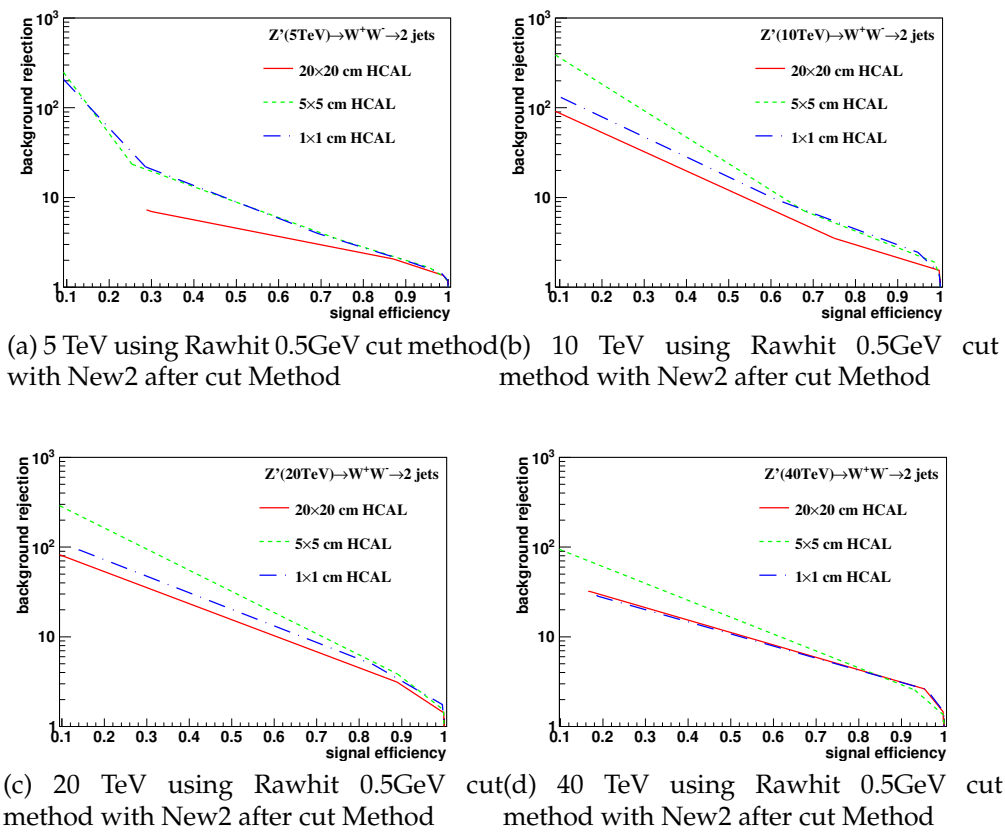 Z'(5TeV)→W⁺W⁻→2 jets
20×20 cm HCAL
5×5 cm HCAL
1×1 cm HCAL
background rejection
10³
10²
10
1
0.1 0.2 0.3 0.4 0.5 0.6 0.7 0.8 0.9 1
signal efficiency
(a) 5 TeV using Rawhit 0.5GeV cut method
with New2 after cut Method
Z'(10TeV)→W⁺W⁻→2 jets
20×20 cm HCAL
5×5 cm HCAL
1×1 cm HCAL
background rejection
10³
10²
10
1
0.1 0.2 0.3 0.4 0.5 0.6 0.7 0.8 0.9 1
signal efficiency
(b) 10 TeV using Rawhit 0.5GeV cut
method with New2 after cut Method
Z'(20TeV)→W⁺W⁻→2 jets
20×20 cm HCAL
5×5 cm HCAL
1×1 cm HCAL
background rejection
10³
10²
10
1
0.1 0.2 0.3 0.4 0.5 0.6 0.7 0.8 0.9 1
signal efficiency
(c) 20 TeV using Rawhit 0.5GeV cut
method with New2 after cut Method
Z'(40TeV)→W⁺W⁻→2 jets
20×20 cm HCAL
5×5 cm HCAL
1×1 cm HCAL
background rejection
10³
10²
10
1
0.1 0.2 0.3 0.4 0.5 0.6 0.7 0.8 0.9 1
signal efficiency
(d) 40 TeV using Rawhit 0.5GeV cut
method with New2 after cut Method